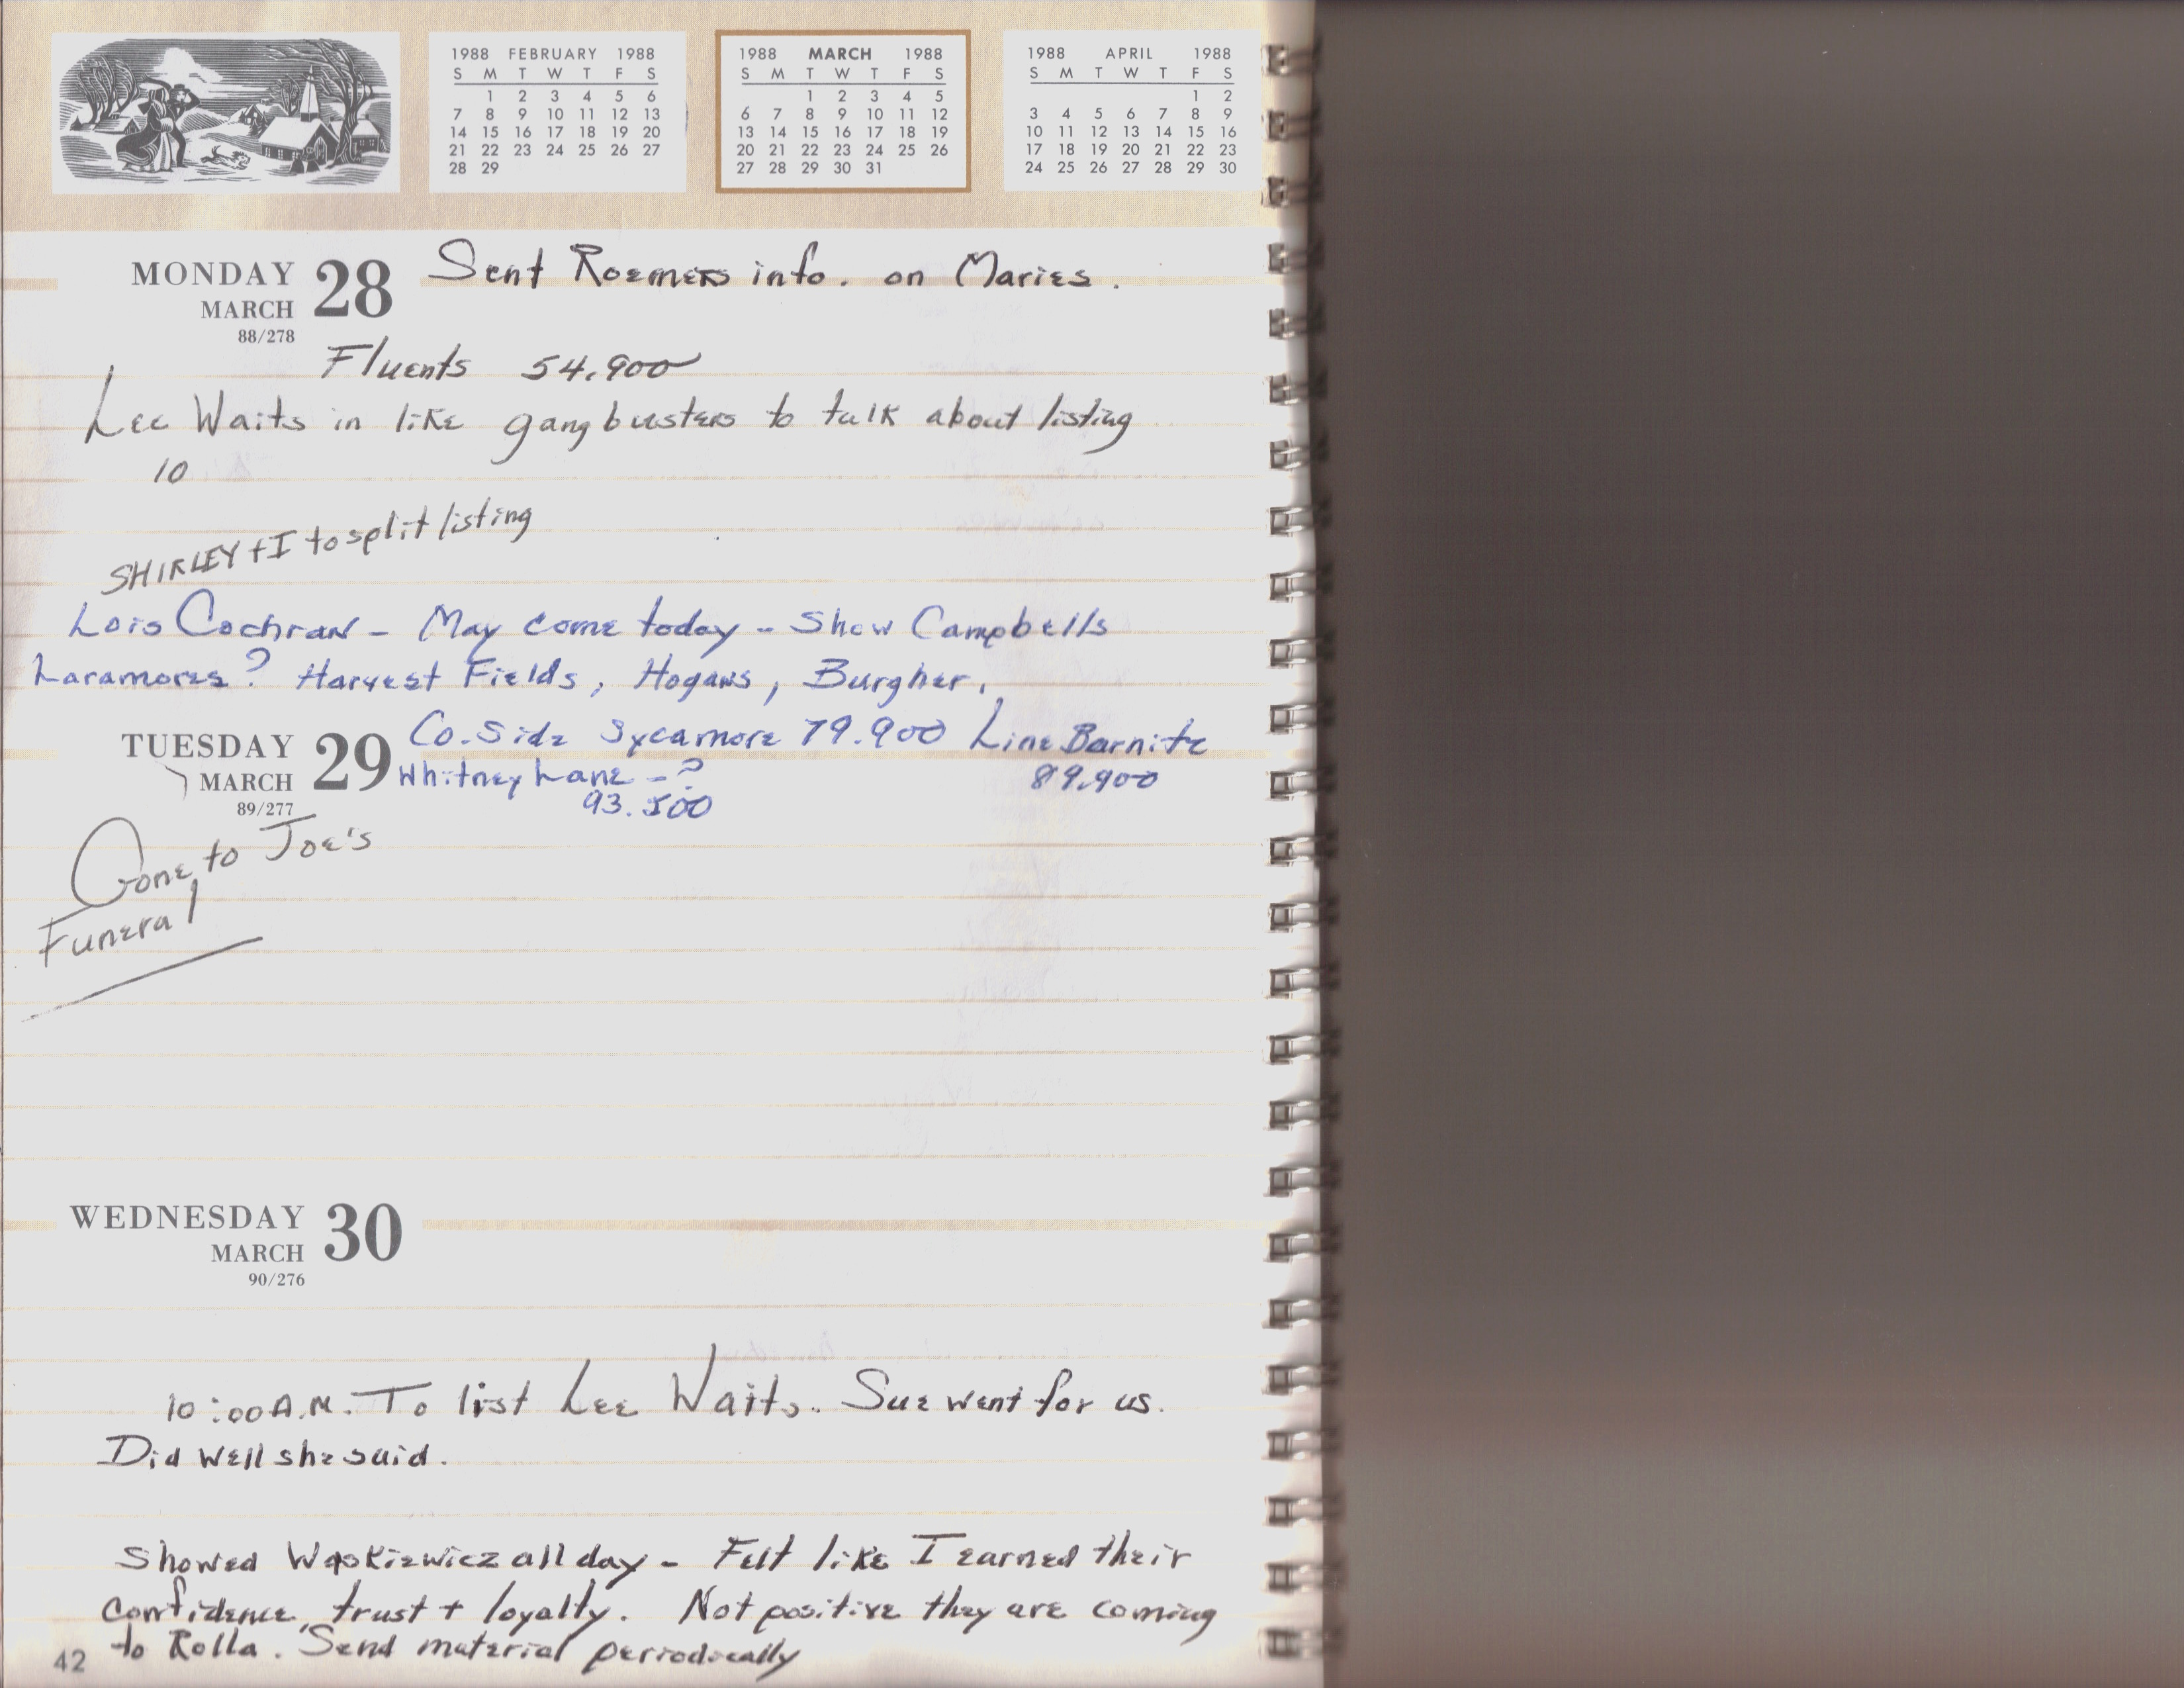 1988 FEBRUARY 1988
S M T W T F S
1 2 3 4 5 6
7 8 9 10 11 12 13
14 15 16 17 18 19 20
21 22 23 24 25 26 27
28 29
1988 MARCH 1988
S M T W T F S
1 2 3 4 5
6 7 8 9 10 11 12
13 14 15 16 17 18 19
20 21 22 23 24 25 26
27 28 29 30 31
1988 APRIL 1988
S M T W T F S
1 2
3 4 5 6 7 8 9
10 11 12 13 14 15 16
17 18 19 20 21 22 23
24 25 26 27 28 29 30
MONDAY 28 Sent Roemers info. on Maries.
MARCH
88/278
Fluents 54,900
Lee Waits in like gangbusters to talk about listing
10
SHIRLEY + I to split listing
Lois Cochran - May come today - Show Campbells
Laramores? Harvest Fields, Hogans, Burgher,
TUESDAY 29 Co. Side Sycamore 79.900 Line Barnitz
MARCH Whitney Lane - ? 89,900
89/277 93.500
Gone to Joe's
Funeral
WEDNESDAY 30
MARCH
90/276
10:00 A.M. To list Lee Waits. Sue went for us.
Did well she said.
Showed Waskiewicz all day - Felt like I earned their
confidence, trust + loyalty. Not positive they are coming
to Rolla. Send material periodically
42